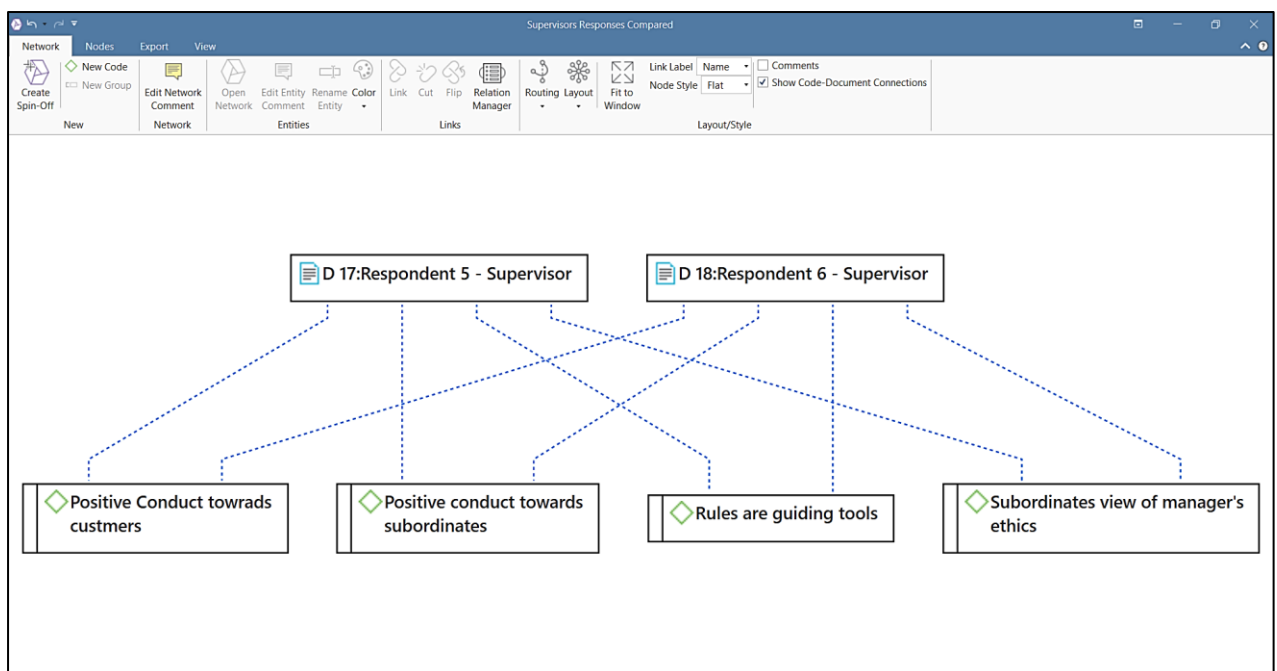 Supervisors Responses Compared
Network Nodes Export View
Create Spin-Off
New Code
New Group
New
Edit Network Comment
Network
Open Network
Edit Entity Comment
Rename Entity
Color
Entities
Link
Cut
Flip
Relation Manager
Links
Routing
Layout
Fit to Window
Link Label Name
Node Style Flat
Comments
Show Code-Document Connections
Layout/Style
D 17:Respondent 5 - Supervisor
D 18:Respondent 6 - Supervisor
Positive Conduct towrads
custmers
Positive conduct towards
subordinates
Rules are guiding tools
Subordinates view of manager's
ethics